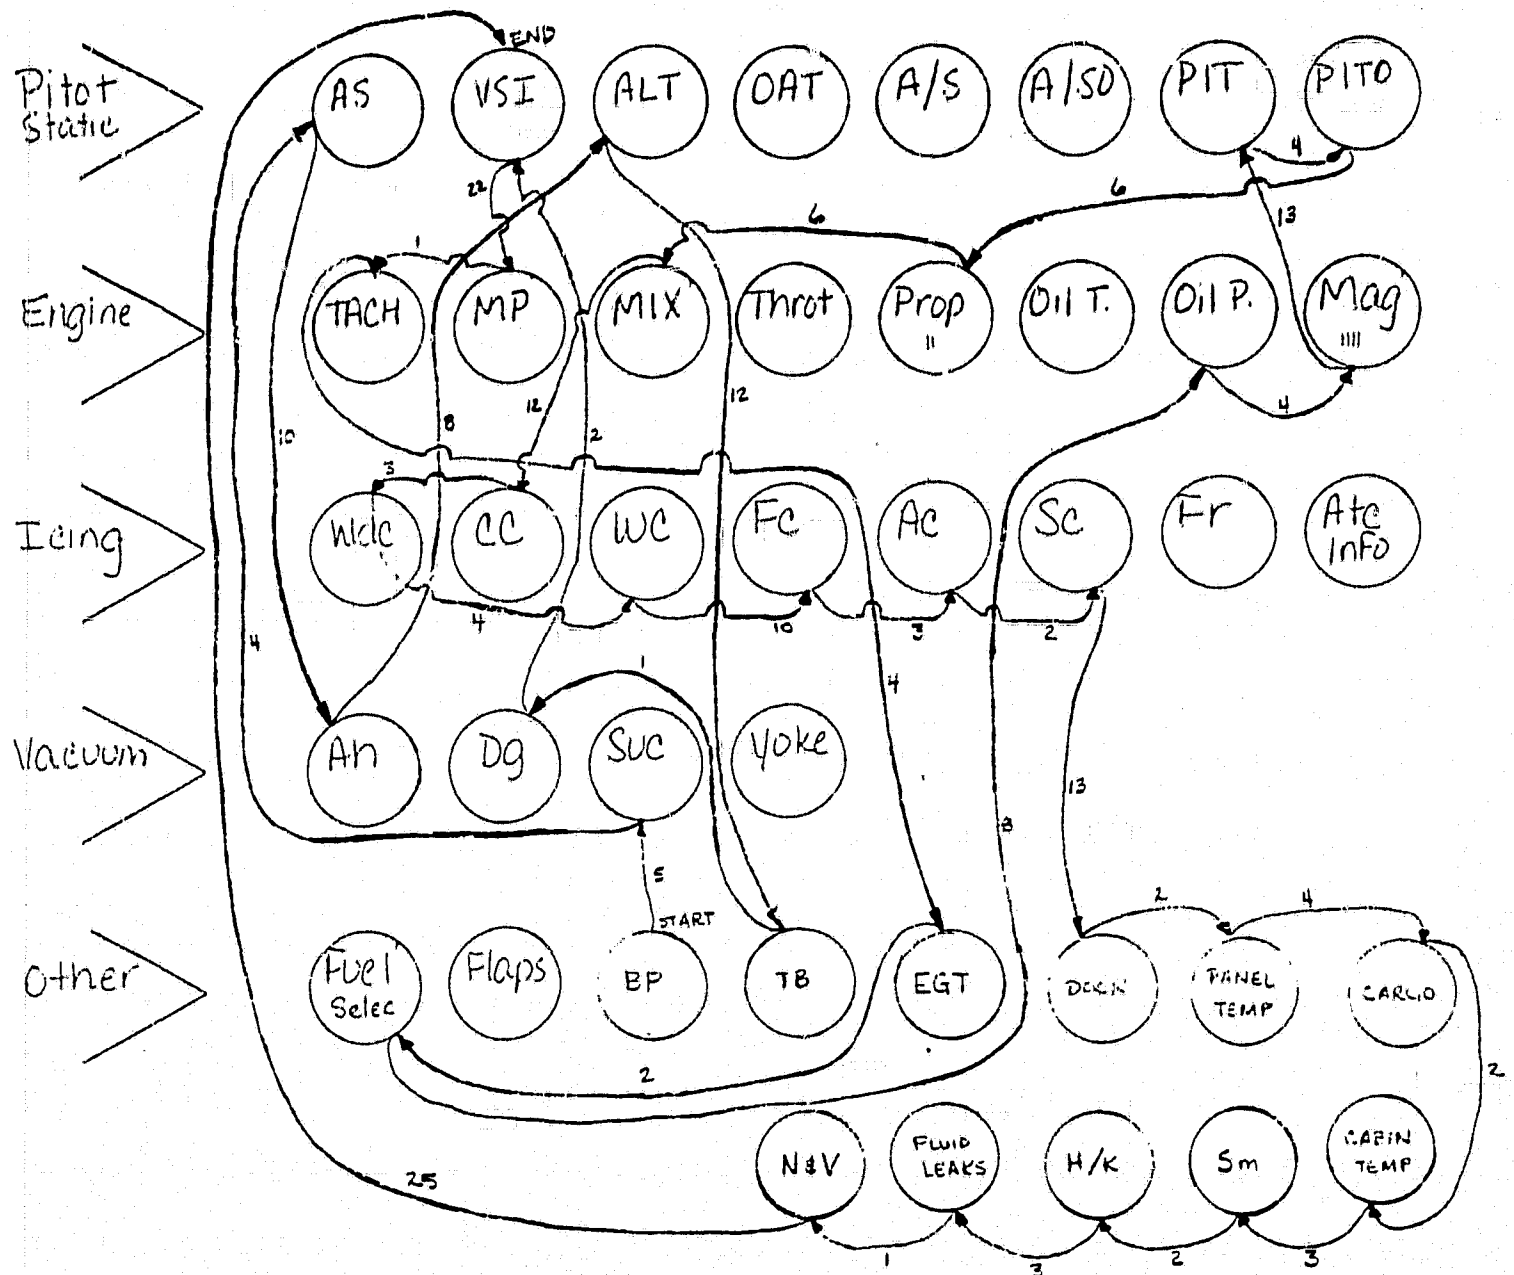 END
Pitot
Static
AS
VSI
ALT
OAT
A/S
A/SO
PIT
PITO
22
4
6
6
13
1
Engine
TACH
MP
MIX
Throt
Prop
II
Oil T.
Oil P.
Mag
IIII
10
8
12
2
12
4
3
Icing
CC
WC
Fc
Ac
Sc
Fr
Atc
InFo
4
4
10
3
2
1
4
Vacuum
Ah
Dg
Suc
Yoke
13
8
5
START
2
4
Other
Fuel
Selec
Flaps
BP
TB
EGT
PANEL
TEMP
2
2
N&V
FLUID
LEAKS
H/K
Sm
CABIN
TEMP
25
1
3
2
3